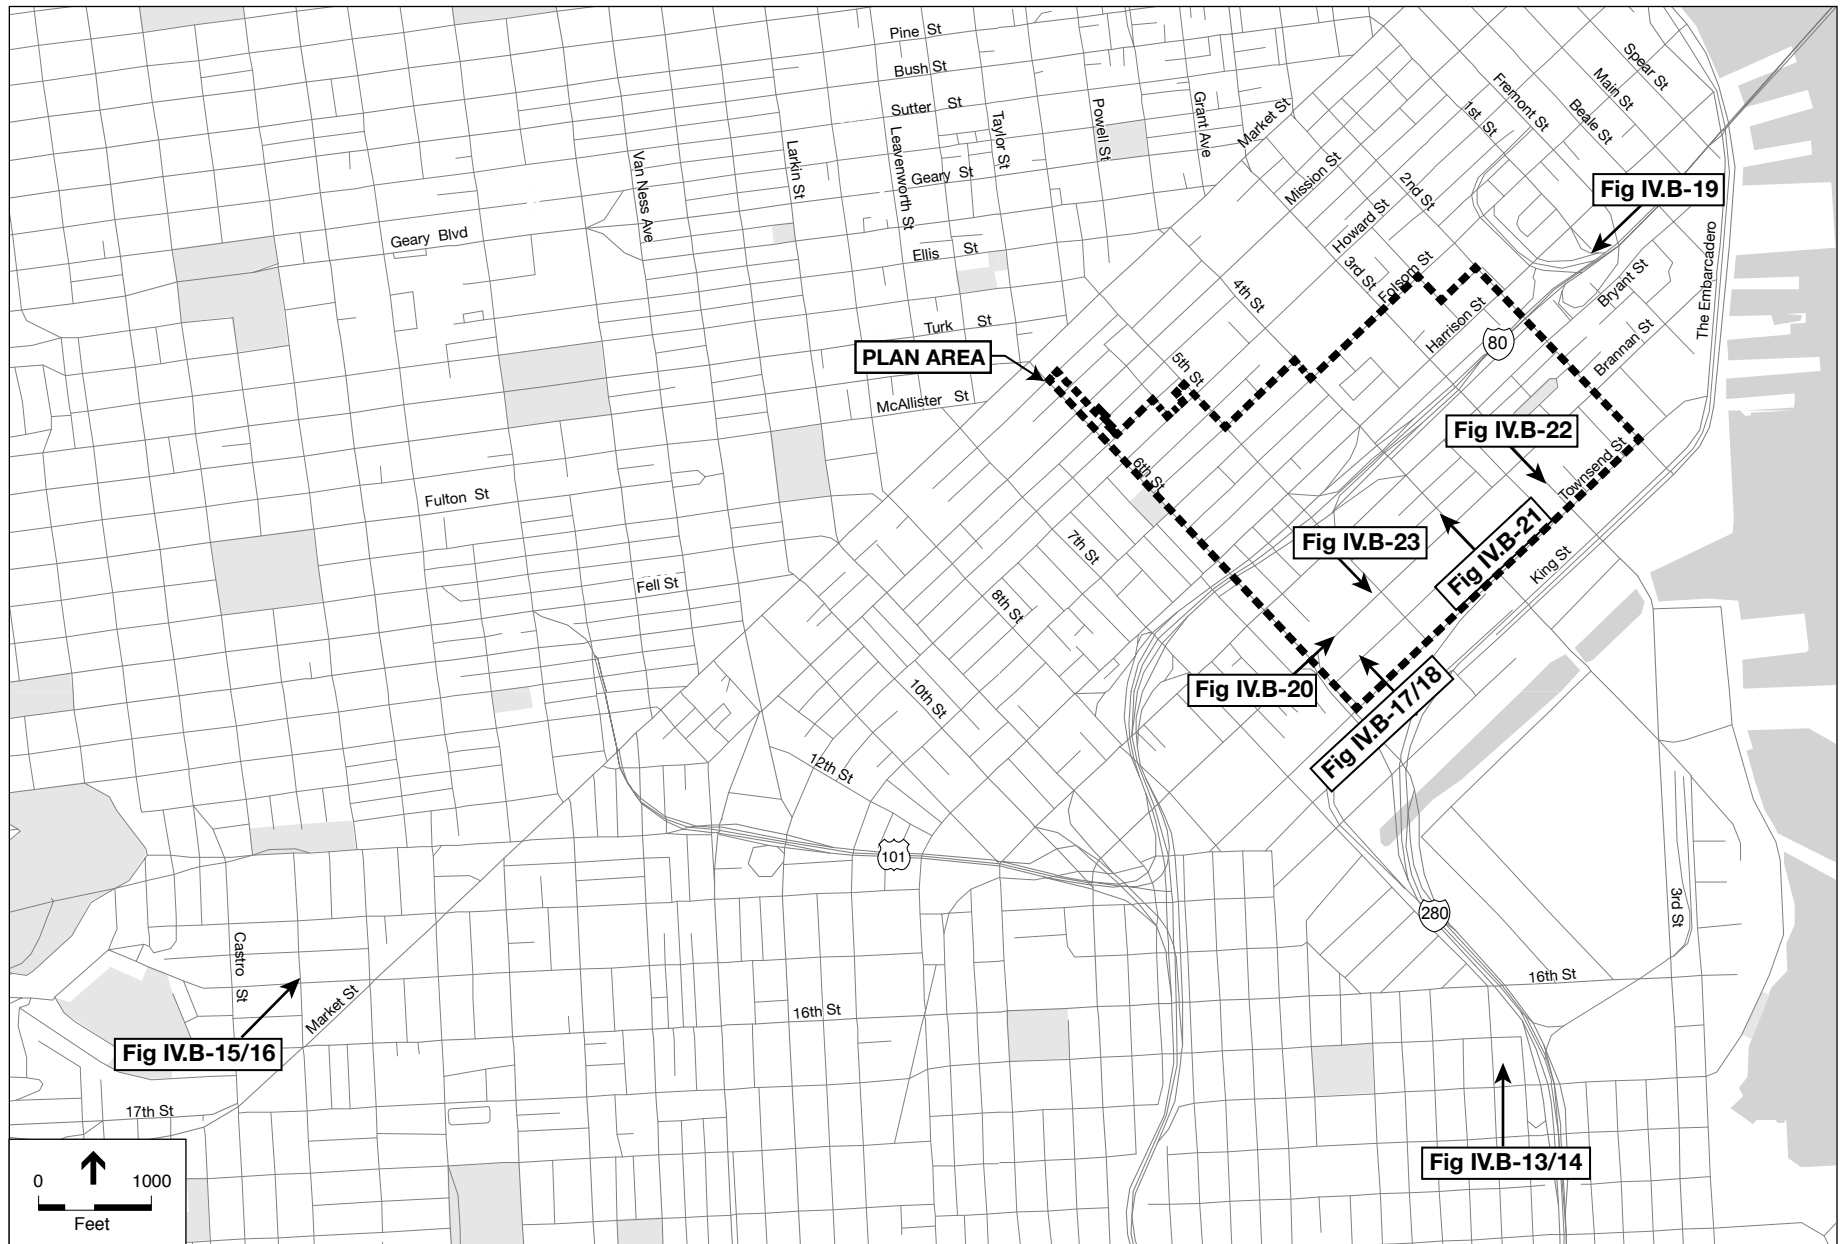 Pine St
Bush St
Sutter St
Geary St
Geary Blvd
Ellis St
Turk St
McAllister St
Fulton St
Fell St
Van Ness Ave
Larkin St
Leavenworth St
Taylor St
Powell St
Grant Ave
Market St
Mission St
Howard St
Folsom St
Harrison St
Bryant St
Brannan St
Townsend St
King St
The Embarcadero
Spear St
Main St
Beale St
Fremont St
1st St
2nd St
3rd St
4th St
5th St
6th St
7th St
8th St
10th St
12th St
80
101
280
3rd St
16th St
16th St
17th St
Castro St
Market St
PLAN AREA
Fig IV.B-19
Fig IV.B-22
Fig IV.B-21
Fig IV.B-23
Fig IV.B-20
Fig IV.B-17/18
Fig IV.B-15/16
Fig IV.B-13/14
0 1000
Feet